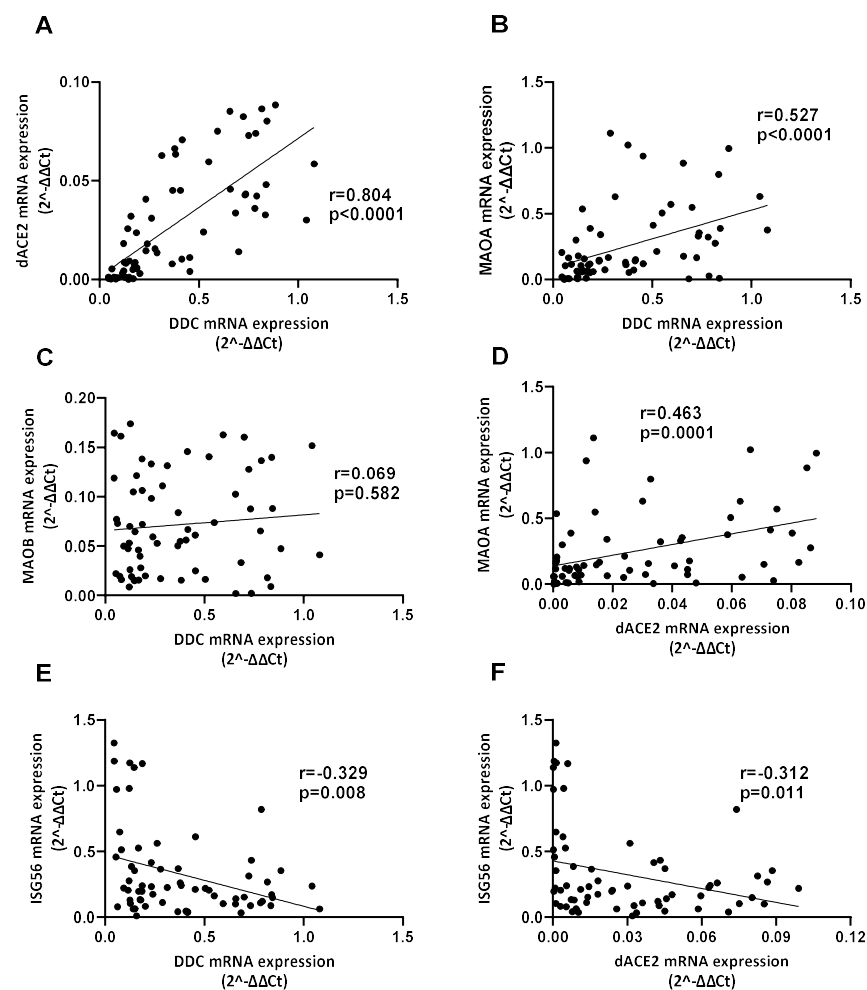 A
dACE2 mRNA expression
(2^-ΔΔCt)
0.10
0.05
0.00
0.0
0.5
1.0
1.5
r=0.804
p<0.0001
DDC mRNA expression
(2^-ΔΔCt)
B
MAOA mRNA expression
(2^-ΔΔCt)
1.5
1.0
0.5
0.0
0.0
0.5
1.0
1.5
r=0.527
p<0.0001
DDC mRNA expression
(2^-ΔΔCt)
C
MAOB mRNA expression
(2^-ΔΔCt)
0.20
0.15
0.10
0.05
0.00
0.0
0.5
1.0
1.5
r=0.069
p=0.582
DDC mRNA expression
(2^-ΔΔCt)
D
MAOA mRNA expression
(2^-ΔΔCt)
1.5
1.0
0.5
0.0
0.00
0.02
0.04
0.06
0.08
0.10
r=0.463
p=0.0001
dACE2 mRNA expression
(2^-ΔΔCt)
E
ISG56 mRNA expression
(2^-ΔΔCt)
1.5
1.0
0.5
0.0
0.0
0.5
1.0
1.5
r=-0.329
p=0.008
DDC mRNA expression
(2^-ΔΔCt)
F
ISG56 mRNA expression
(2^-ΔΔCt)
1.5
1.0
0.5
0.0
0.00
0.03
0.06
0.09
0.12
r=-0.312
p=0.011
dACE2 mRNA expression
(2^-ΔΔCt)